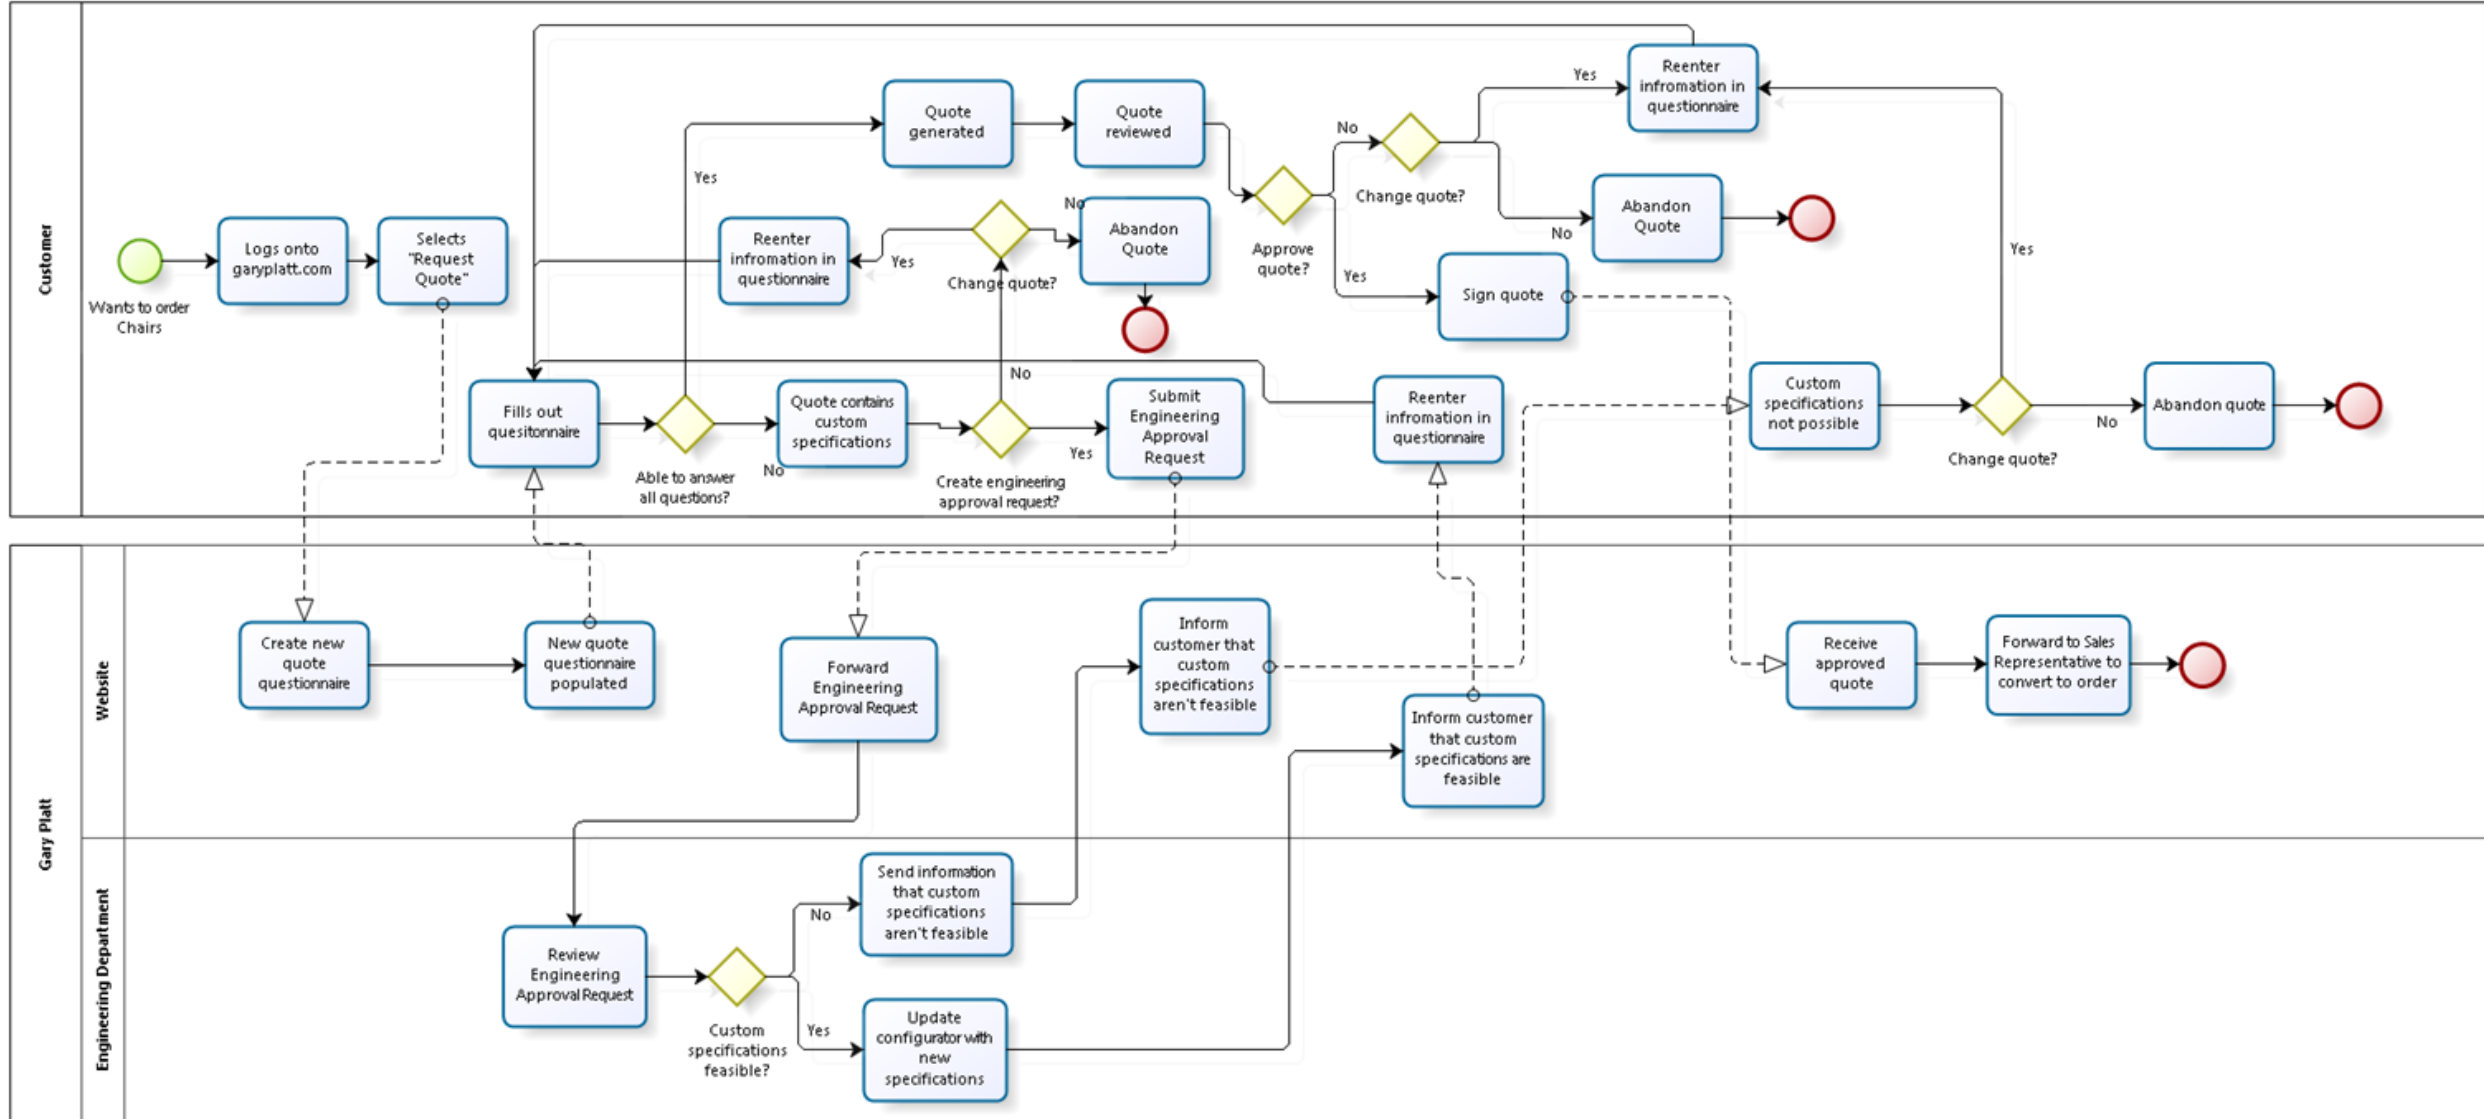 Customer
Wants to order
Chairs
Logs onto
garyplatt.com
Selects
"Request
Quote"
Fills out
quesitonnaire
Able to answer
all questions?
Yes
No
Quote
generated
Quote
reviewed
Reenter
infromation in
questionnaire
Yes
Change quote?
No
Abandon
Quote
Quote contains
custom
specifications
Create engineering
approval request?
No
Yes
Submit
Engineering
Approval
Request
Approve
quote?
No
Yes
Change quote?
Yes
No
Reenter
infromation in
questionnaire
Abandon
Quote
Sign quote
Reenter
infromation in
questionnaire
Custom
specifications
not possible
Change quote?
Yes
No
Abandon quote
Gary Platt
Website
Create new
quote
questionnaire
New quote
questionnaire
populated
Forward
Engineering
Approval Request
Inform
customer that
custom
specifications
aren't feasible
Inform customer
that custom
specifications are
feasible
Receive
approved
quote
Forward to Sales
Representative to
convert to order
Engineering Department
Review
Engineering
Approval Request
Custom
specifications
feasible?
No
Yes
Send information
that custom
specifications
aren't feasible
Update
configurator with
new
specifications